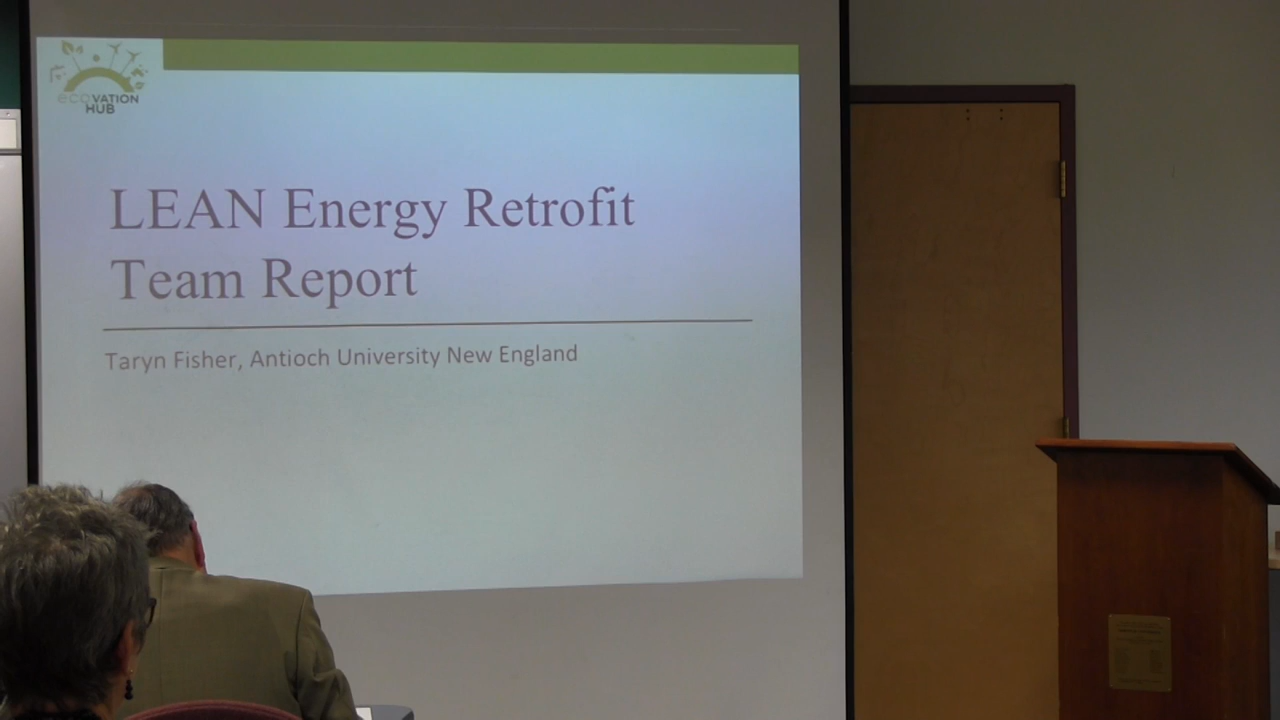 ecoVATION
HUB
LEAN Energy Retrofit
Team Report
Taryn Fisher, Antioch University New England